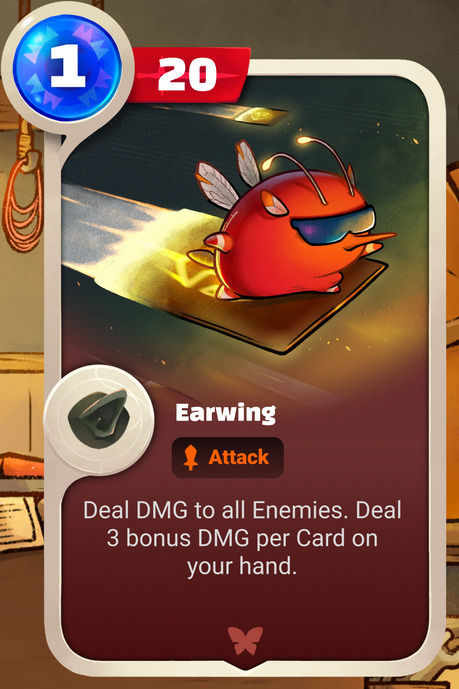 1
20
Earwing
Attack
Deal DMG to all Enemies. Deal
3 bonus DMG per Card on
your hand.